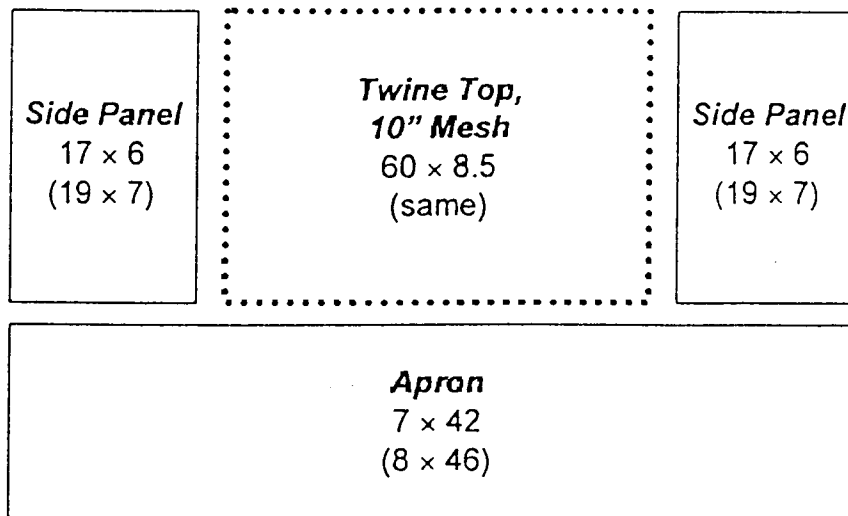 Side Panel
17 × 6
(19 × 7)
Twine Top,
10" Mesh
60 × 8.5
(same)
Side Panel
17 × 6
(19 × 7)
Apron
7 × 42
(8 × 46)